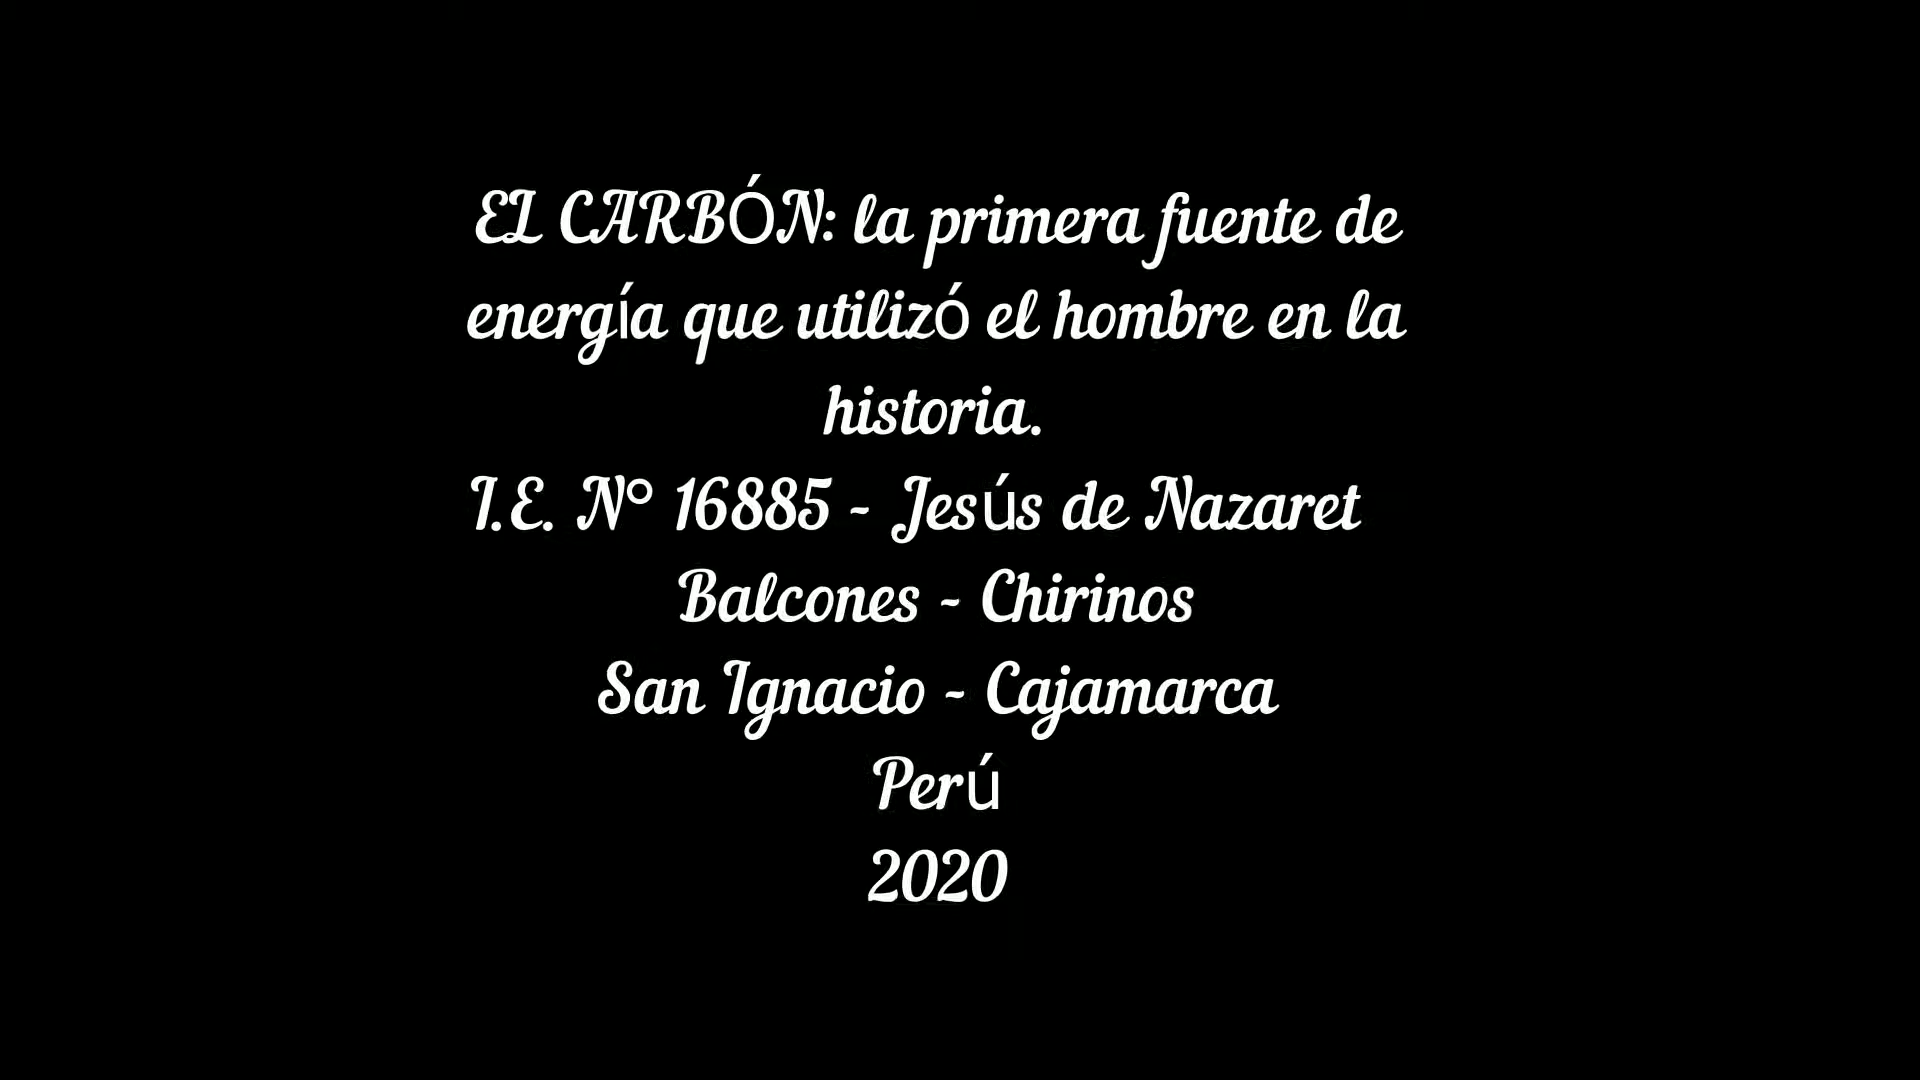 EL CARBÓN: la primera fuente de
energía que utilizó el hombre en la
historia.
I.E. N° 16885 - Jesús de Nazaret
Balcones - Chirinos
San Ignacio - Cajamarca
Perú
2020